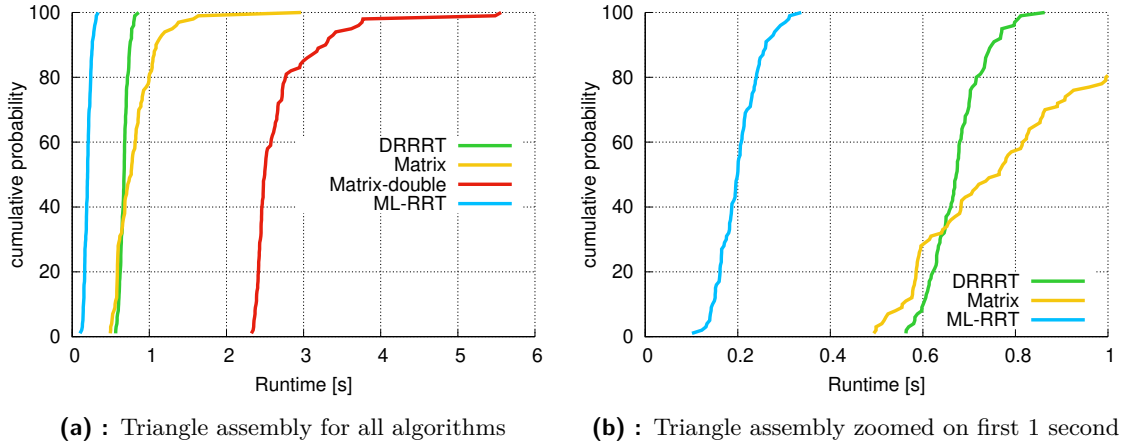 100
80
60
40
20
0
cumulative probability
0 1 2 3 4 5 6
Runtime [s]
DRRRT
Matrix
Matrix-double
ML-RRT
(a) : Triangle assembly for all algorithms
100
80
60
40
20
0
cumulative probability
0 0.2 0.4 0.6 0.8 1
Runtime [s]
DRRRT
Matrix
ML-RRT
(b) : Triangle assembly zoomed on first 1 second